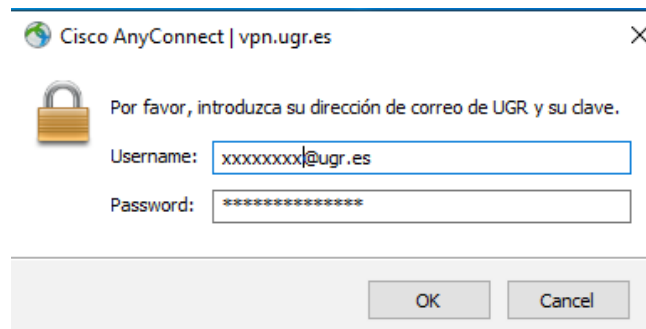 Cisco AnyConnect | vpn.ugr.es
Por favor, introduzca su dirección de correo de UGR y su clave.
Username: xxxxxxxx@ugr.es
Password: **************
OK Cancel